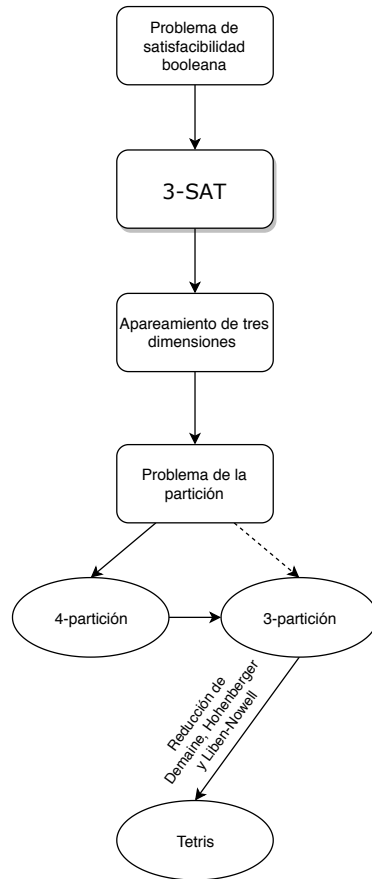 Problema de
satisfacibilidad
booleana
3-SAT
Apareamiento de tres
dimensiones
Problema de la
partición
4-partición
3-partición
Reducción de
Demaine, Hohenberger
y Liben-Nowell
Tetris